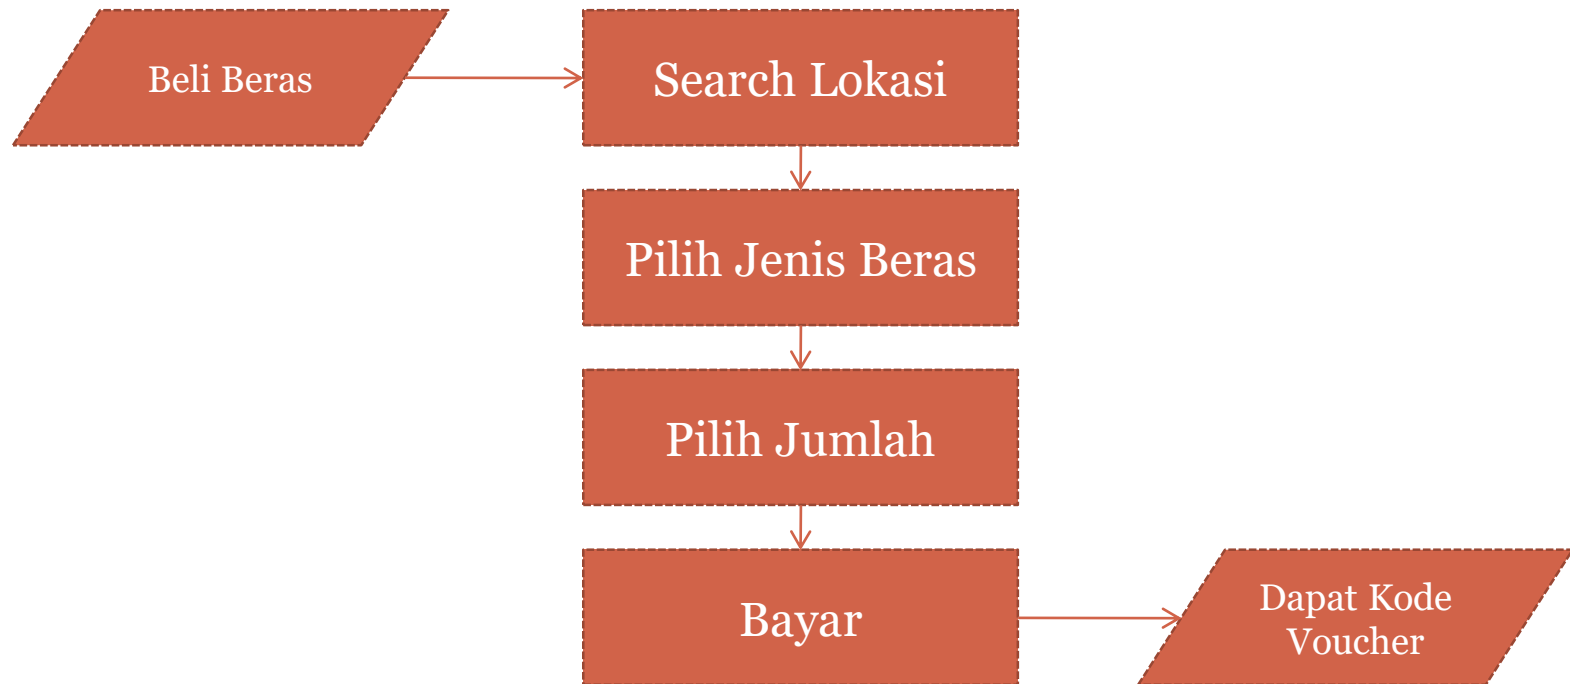 Beli Beras
Search Lokasi
Pilih Jenis Beras
Pilih Jumlah
Bayar
Dapat Kode
Voucher